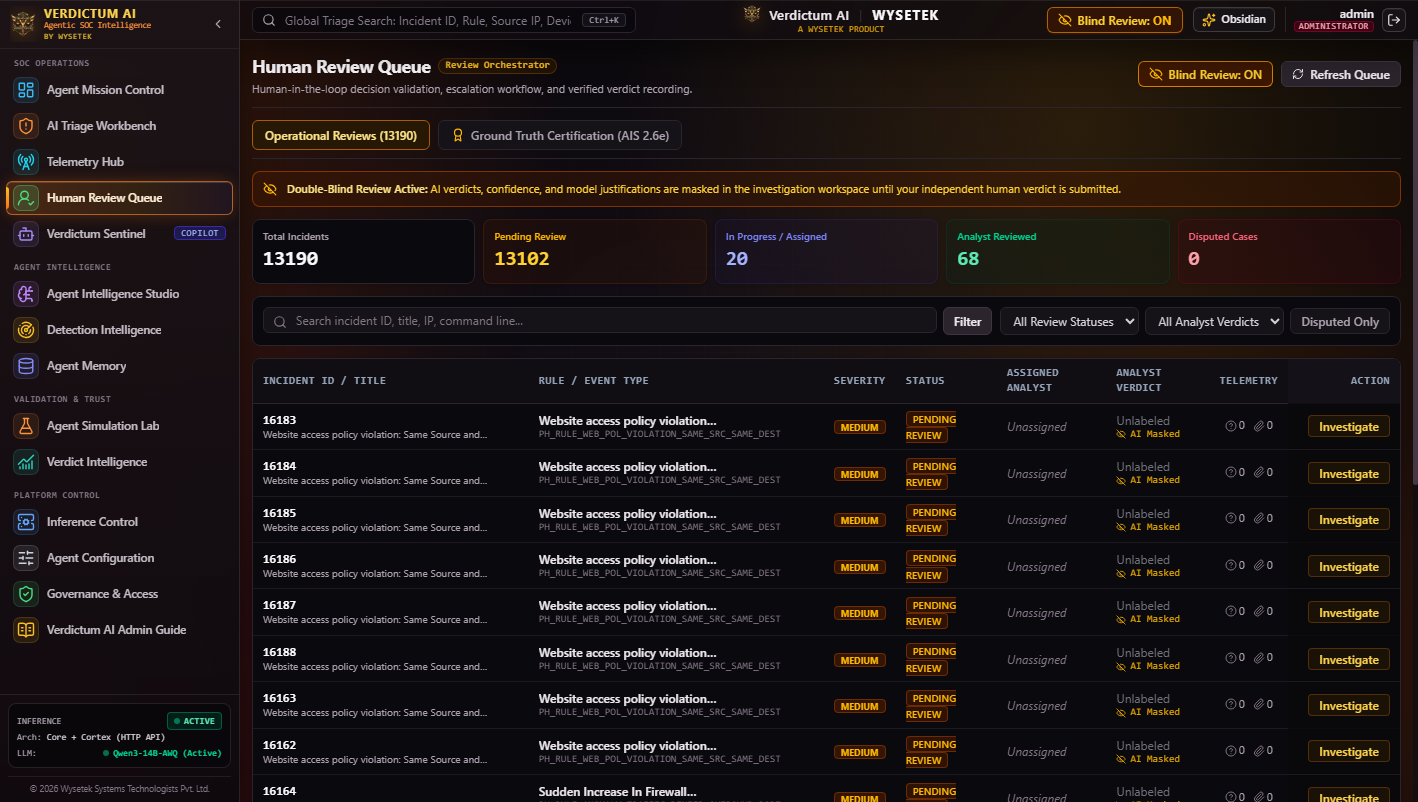 VERDICTUM AI
Agentic SOC Intelligence
BY WYSETEK
Global Triage Search: Incident ID, Rule, Source IP, Devic
Ctrl+K
Verdictum AI | WYSETEK
A WYSETEK PRODUCT
Blind Review: ON
Obsidian
admin
ADMINISTRATOR
SOC OPERATIONS
Agent Mission Control
AI Triage Workbench
Telemetry Hub
Human Review Queue
Verdictum Sentinel
COPILOT
AGENT INTELLIGENCE
Agent Intelligence Studio
Detection Intelligence
Agent Memory
VALIDATION & TRUST
Agent Simulation Lab
Verdict Intelligence
PLATFORM CONTROL
Inference Control
Agent Configuration
Governance & Access
Verdictum AI Admin Guide
INFERENCE
ACTIVE
Arch: Core + Cortex (HTTP API)
LLM: Qwen3-14B-AWQ (Active)
© 2026 Wysetek Systems Technologists Pvt. Ltd.
Human Review Queue
Review Orchestrator
Human-in-the-loop decision validation, escalation workflow, and verified verdict recording.
Blind Review: ON
Refresh Queue
Operational Reviews (13190)
Ground Truth Certification (AIS 2.6e)
Double-Blind Review Active: AI verdicts, confidence, and model justifications are masked in the investigation workspace until your independent human verdict is submitted.
Total Incidents
13190
Pending Review
13102
In Progress / Assigned
20
Analyst Reviewed
68
Disputed Cases
0
Search incident ID, title, IP, command line...
Filter
All Review Statuses
All Analyst Verdicts
Disputed Only
INCIDENT ID / TITLE
RULE / EVENT TYPE
SEVERITY
STATUS
ASSIGNED ANALYST
ANALYST VERDICT
TELEMETRY
ACTION
16183
Website access policy violation: Same Source and...
Website access policy violation...
PH_RULE_WEB_POL_VIOLATION_SAME_SRC_SAME_DEST
MEDIUM
PENDING REVIEW
Unassigned
Unlabeled
AI Masked
0 0
Investigate
16184
Website access policy violation: Same Source and...
Website access policy violation...
PH_RULE_WEB_POL_VIOLATION_SAME_SRC_SAME_DEST
MEDIUM
PENDING REVIEW
Unassigned
Unlabeled
AI Masked
0 0
Investigate
16185
Website access policy violation: Same Source and...
Website access policy violation...
PH_RULE_WEB_POL_VIOLATION_SAME_SRC_SAME_DEST
MEDIUM
PENDING REVIEW
Unassigned
Unlabeled
AI Masked
0 0
Investigate
16186
Website access policy violation: Same Source and...
Website access policy violation...
PH_RULE_WEB_POL_VIOLATION_SAME_SRC_SAME_DEST
MEDIUM
PENDING REVIEW
Unassigned
Unlabeled
AI Masked
0 0
Investigate
16187
Website access policy violation: Same Source and...
Website access policy violation...
PH_RULE_WEB_POL_VIOLATION_SAME_SRC_SAME_DEST
MEDIUM
PENDING REVIEW
Unassigned
Unlabeled
AI Masked
0 0
Investigate
16188
Website access policy violation: Same Source and...
Website access policy violation...
PH_RULE_WEB_POL_VIOLATION_SAME_SRC_SAME_DEST
MEDIUM
PENDING REVIEW
Unassigned
Unlabeled
AI Masked
0 0
Investigate
16163
Website access policy violation: Same Source and...
Website access policy violation...
PH_RULE_WEB_POL_VIOLATION_SAME_SRC_SAME_DEST
MEDIUM
PENDING REVIEW
Unassigned
Unlabeled
AI Masked
0 0
Investigate
16162
Website access policy violation: Same Source and...
Website access policy violation...
PH_RULE_WEB_POL_VIOLATION_SAME_SRC_SAME_DEST
MEDIUM
PENDING REVIEW
Unassigned
Unlabeled
AI Masked
0 0
Investigate
16164
Sudden Increase In Firewall...
MEDIUM
PENDING
Unassigned
Unlabeled
0 0
Investigate